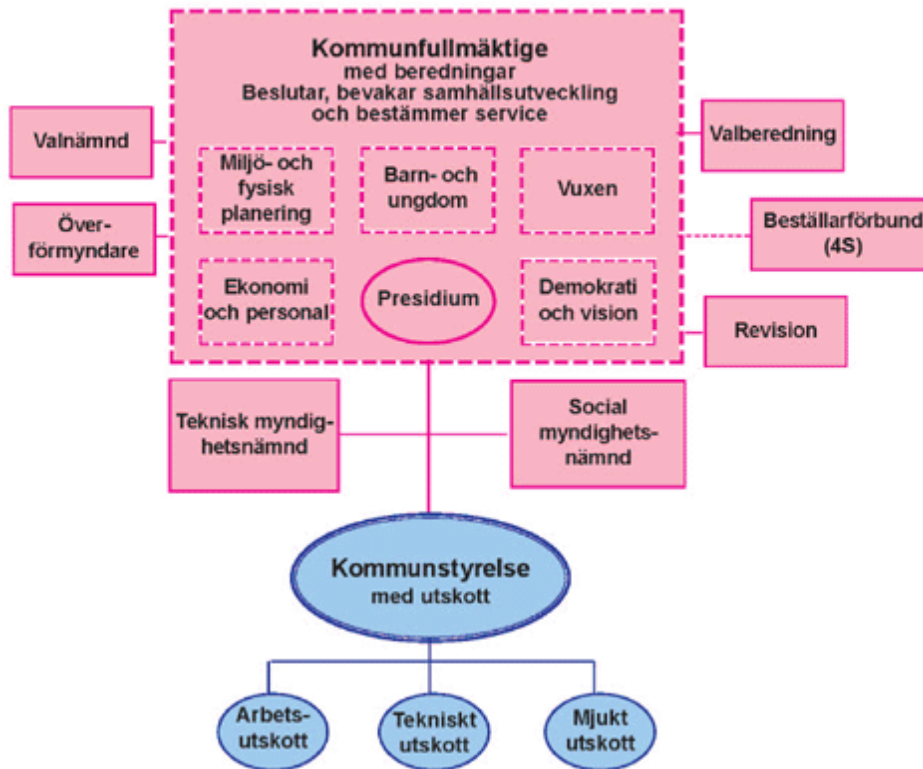 Kommunfullmäktige
med beredningar
Beslutar, bevakar samhällsutveckling
och bestämmer service
Valnämnd
Valberedning
Miljö- och
fysisk
planering
Barn- och
ungdom
Vuxen
Över-
förmyndare
Beställarförbund
(4S)
Ekonomi
och personal
Presidium
Demokrati
och vision
Revision
Teknisk myndig-
hetsnämnd
Social
myndighets-
nämnd
Kommunstyrelse
med utskott
Arbets-
utskott
Tekniskt
utskott
Mjukt
utskott